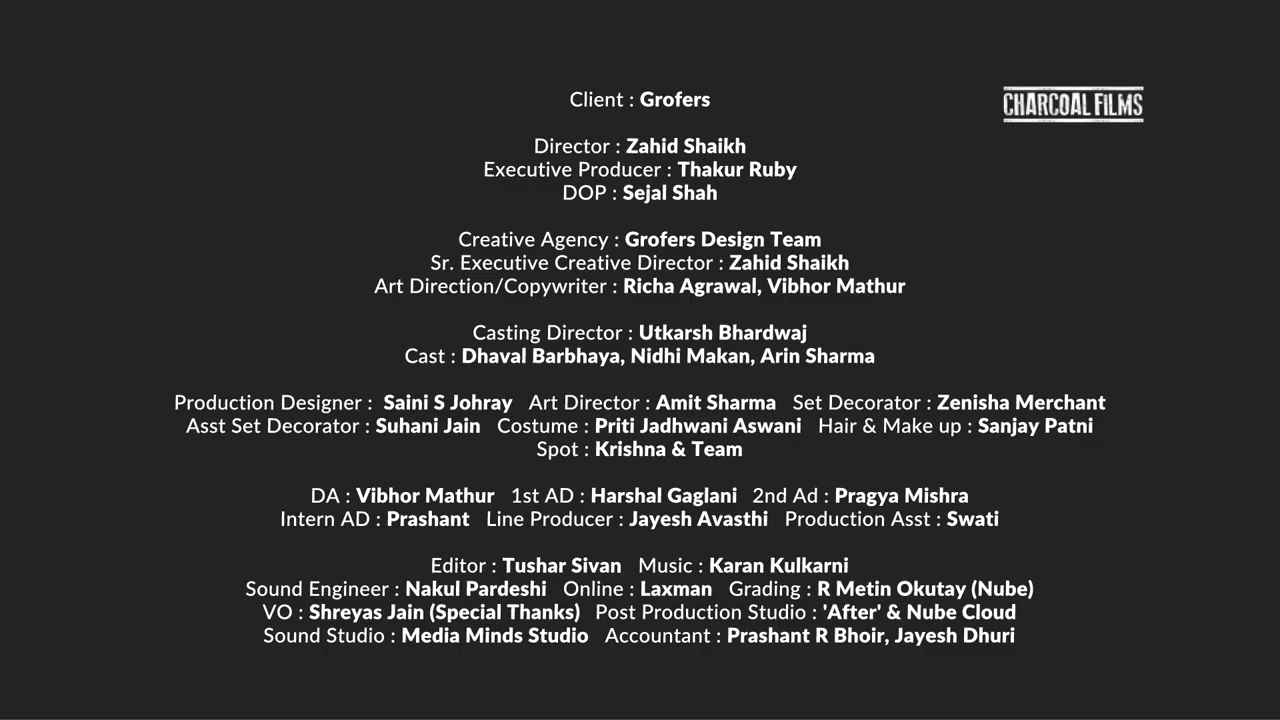 Client : Grofers
CHARCOAL FILMS
Director : Zahid Shaikh
Executive Producer : Thakur Ruby
DOP : Sejal Shah
Creative Agency : Grofers Design Team
Sr. Executive Creative Director : Zahid Shaikh
Art Direction/Copywriter : Richa Agrawal, Vibhor Mathur
Casting Director : Utkarsh Bhardwaj
Cast : Dhaval Barbhaya, Nidhi Makan, Arin Sharma
Production Designer : Saini S Johray Art Director : Amit Sharma Set Decorator : Zenisha Merchant
Asst Set Decorator : Suhani Jain Costume : Priti Jadhwani Aswani Hair & Make up : Sanjay Patni
Spot : Krishna & Team
DA : Vibhor Mathur 1st AD : Harshal Gaglani 2nd Ad : Pragya Mishra
Intern AD : Prashant Line Producer : Jayesh Avasthi Production Asst : Swati
Editor : Tushar Sivan Music : Karan Kulkarni
Sound Engineer : Nakul Pardeshi Online : Laxman Grading : R Metin Okutay (Nube)
VO : Shreyas Jain (Special Thanks) Post Production Studio : 'After' & Nube Cloud
Sound Studio : Media Minds Studio Accountant : Prashant R Bhoir, Jayesh Dhuri